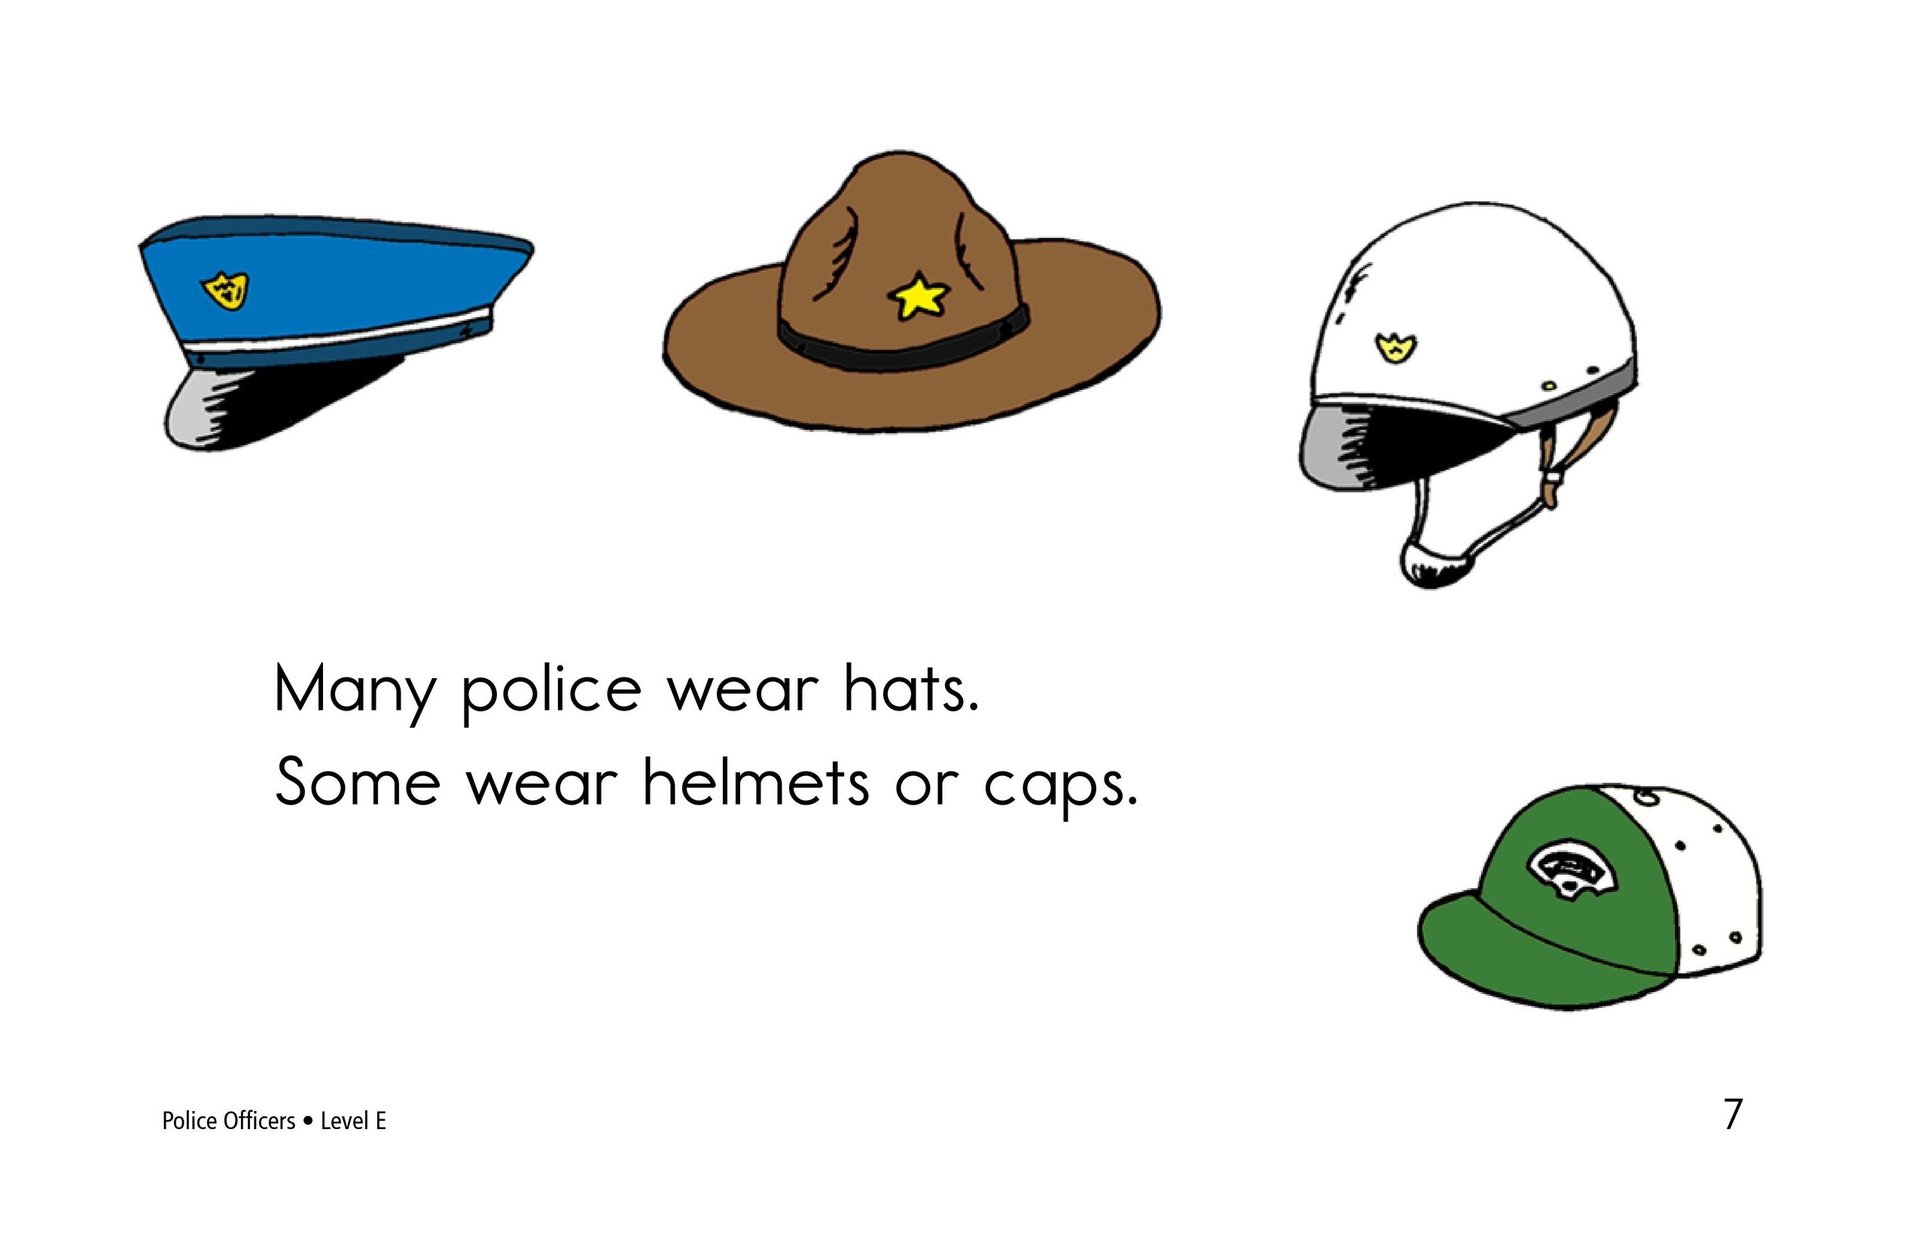 Many police wear hats.
Some wear helmets or caps.
Police Officers • Level E
7